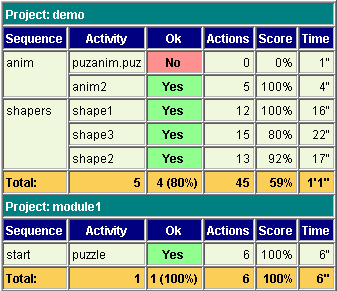 Project: demo
Sequence Activity Ok Actions Score Time
anim puzanim.puz No 0 0% 1"
anim2 Yes 5 100% 4"
shapers shape1 Yes 12 100% 16"
shape3 Yes 15 80% 22"
shape2 Yes 13 92% 17"
Total: 5 4 (80%) 45 59% 1'1"
Project: module1
Sequence Activity Ok Actions Score Time
start puzzle Yes 6 100% 6"
Total: 1 1 (100%) 6 100% 6"